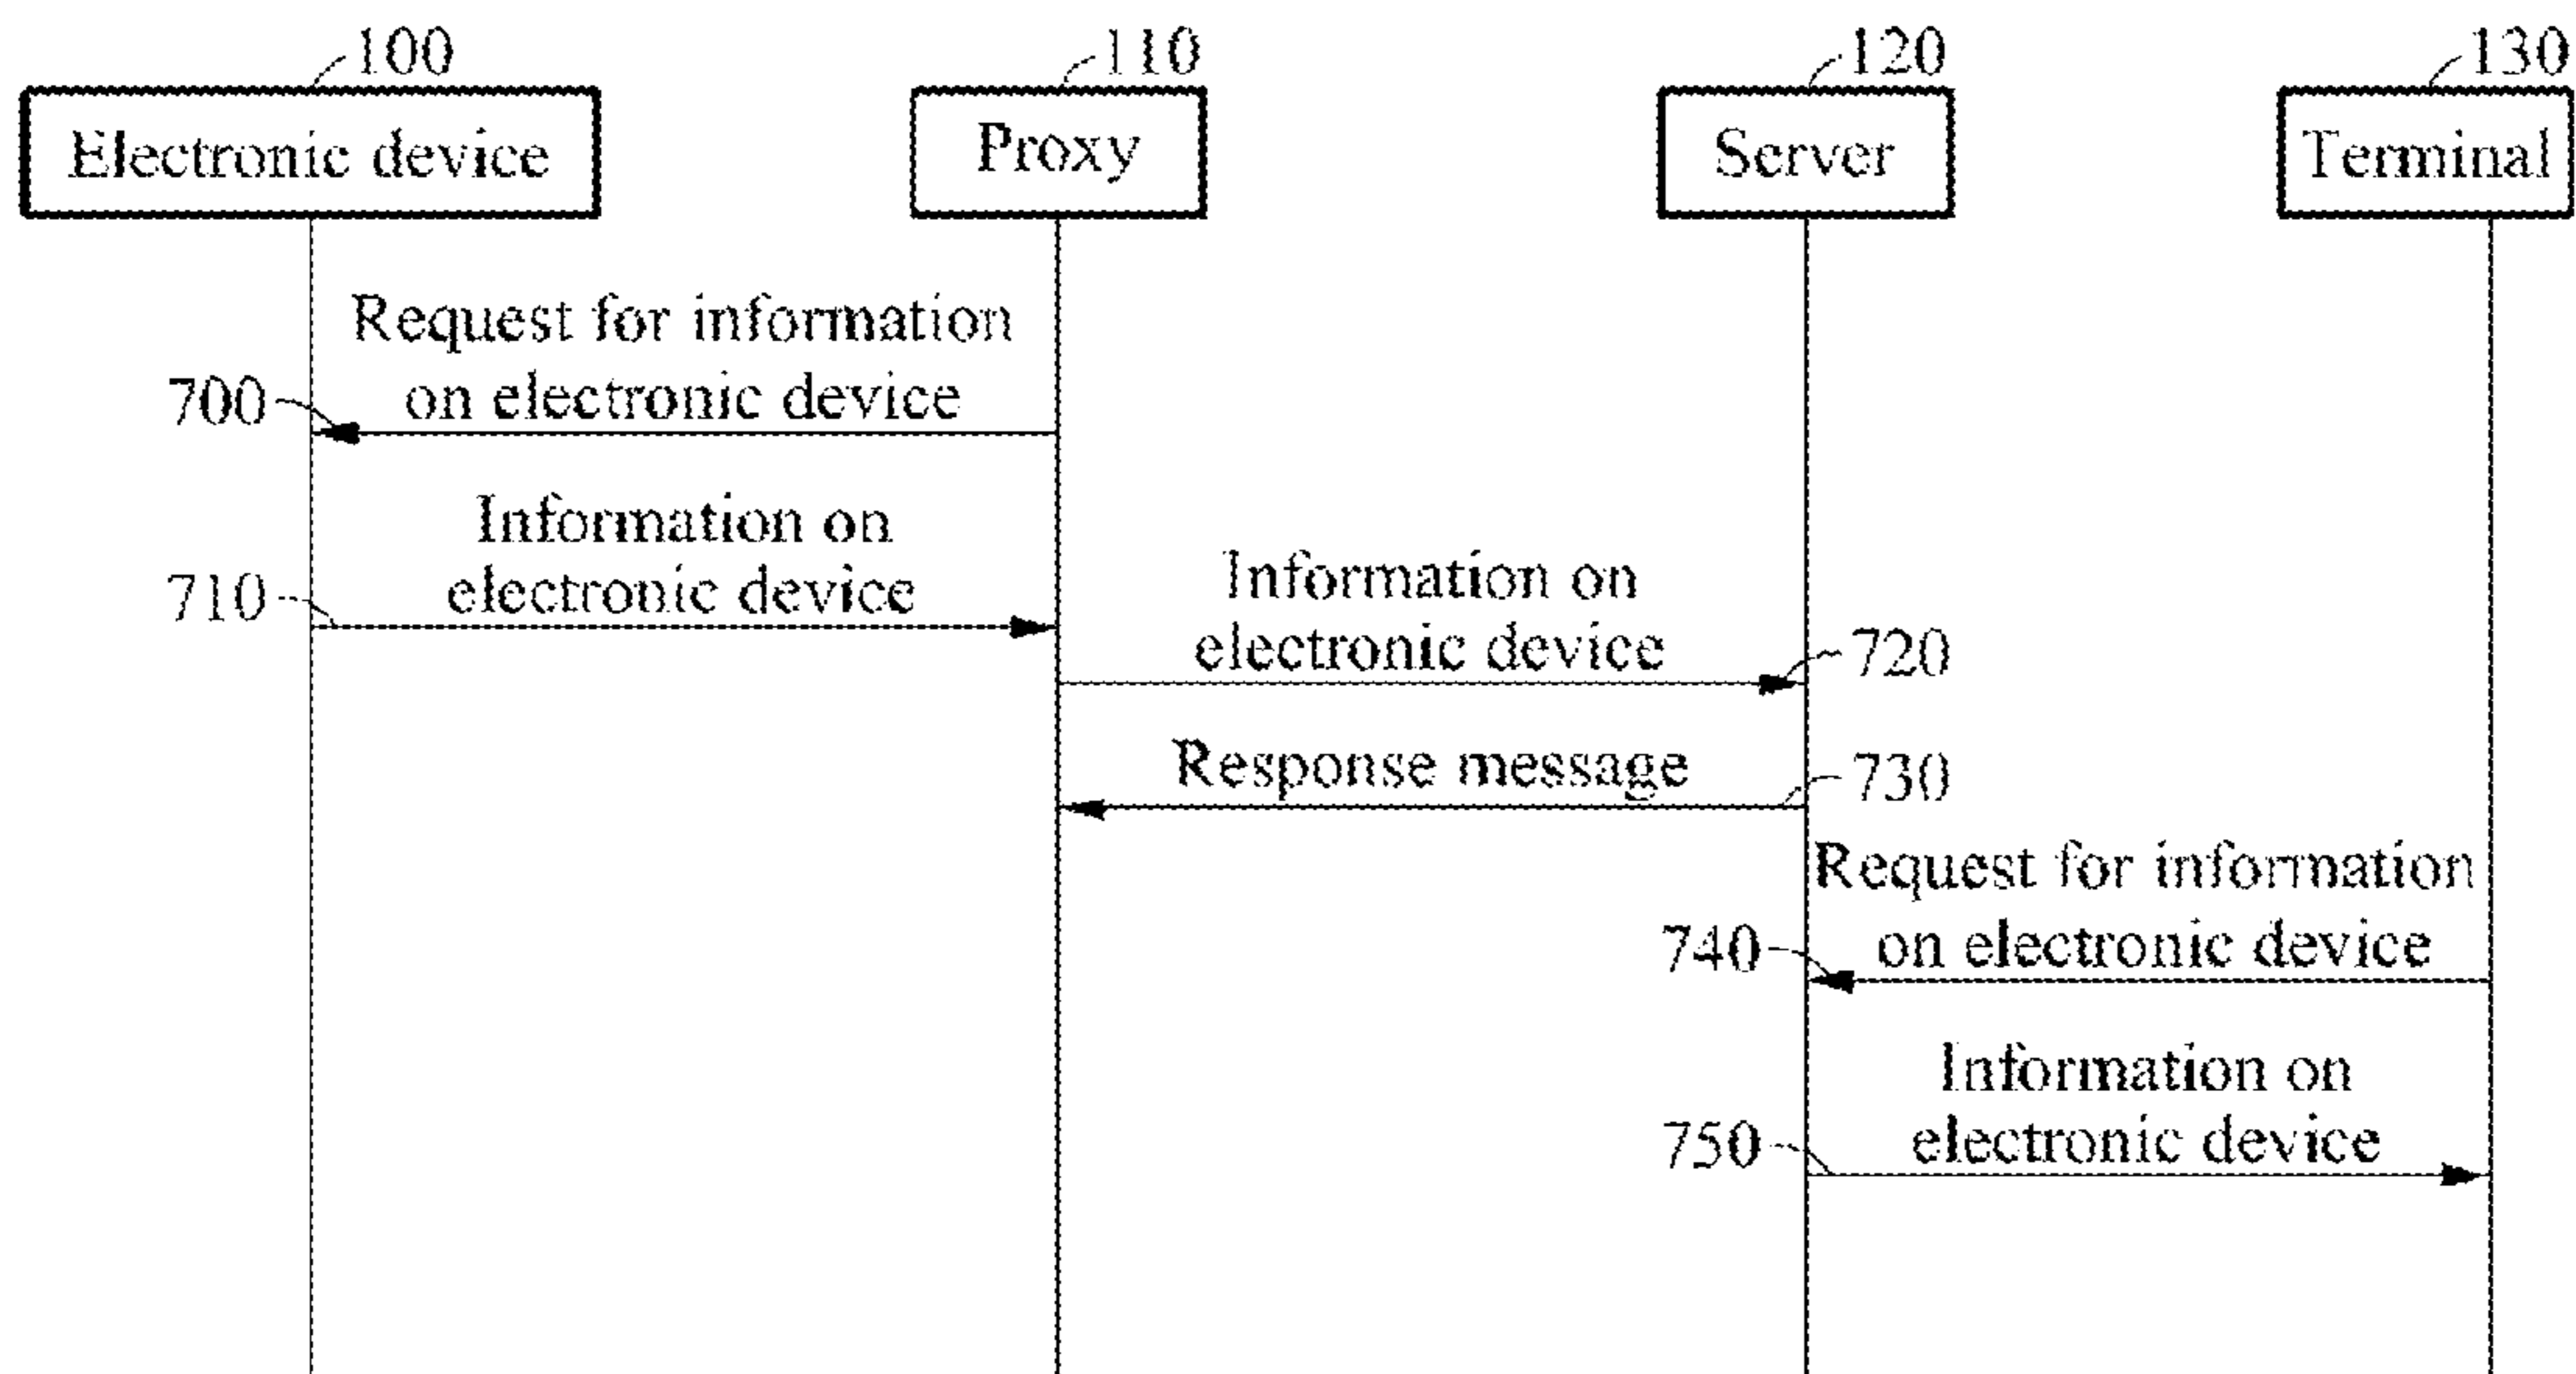 100
110
120
130
Electronic device
Proxy
Server
Terminal
Request for information
on electronic device
700
Information on
electronic device
710
Information on
electronic device
720
Response message
730
Request for information
on electronic device
740
Information on
electronic device
750